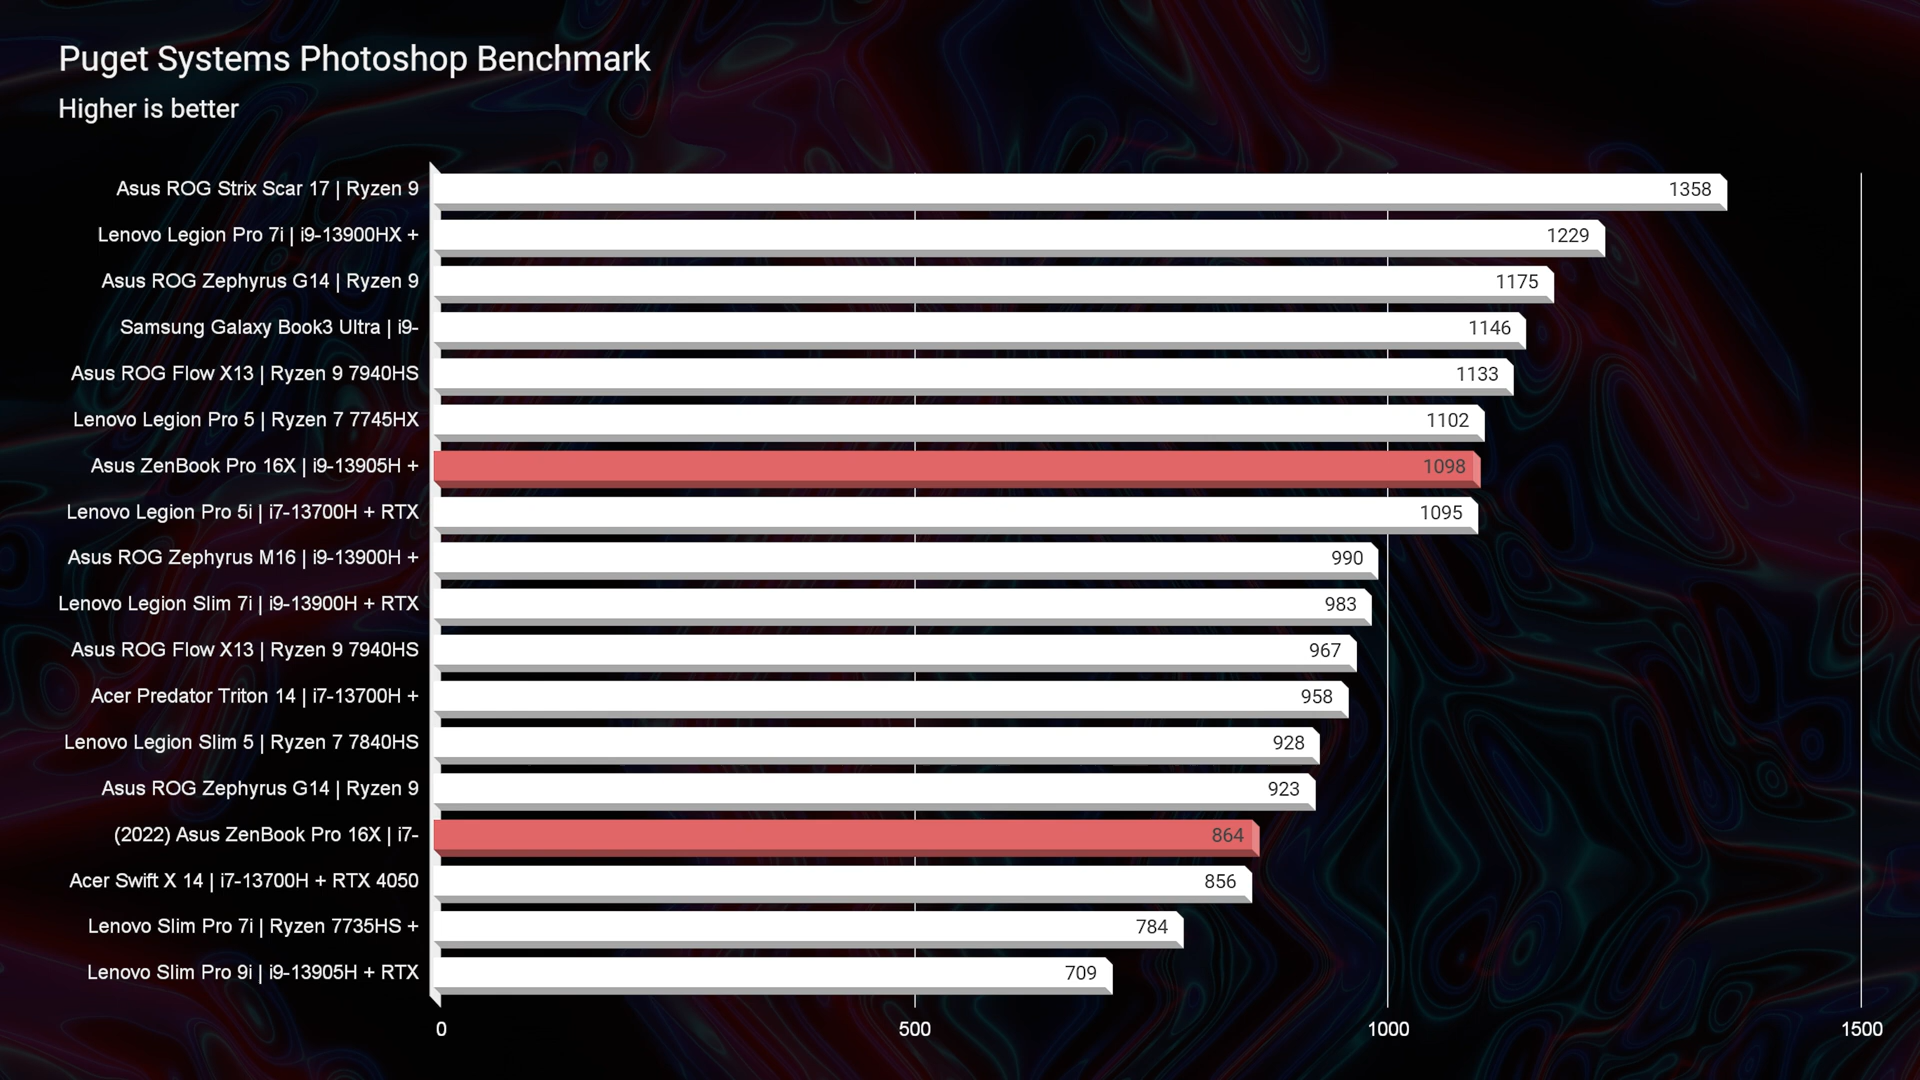 Puget Systems Photoshop Benchmark
Higher is better
Asus ROG Strix Scar 17 | Ryzen 9 1358
Lenovo Legion Pro 7i | i9-13900HX + 1229
Asus ROG Zephyrus G14 | Ryzen 9 1175
Samsung Galaxy Book3 Ultra | i9- 1146
Asus ROG Flow X13 | Ryzen 9 7940HS 1133
Lenovo Legion Pro 5 | Ryzen 7 7745HX 1102
Asus ZenBook Pro 16X | i9-13905H + 1098
Lenovo Legion Pro 5i | i7-13700H + RTX 1095
Asus ROG Zephyrus M16 | i9-13900H + 990
Lenovo Legion Slim 7i | i9-13900H + RTX 983
Asus ROG Flow X13 | Ryzen 9 7940HS 967
Acer Predator Triton 14 | i7-13700H + 958
Lenovo Legion Slim 5 | Ryzen 7 7840HS 928
Asus ROG Zephyrus G14 | Ryzen 9 923
(2022) Asus ZenBook Pro 16X | i7- 864
Acer Swift X 14 | i7-13700H + RTX 4050 856
Lenovo Slim Pro 7i | Ryzen 7735HS + 784
Lenovo Slim Pro 9i | i9-13905H + RTX 709
0 500 1000 1500